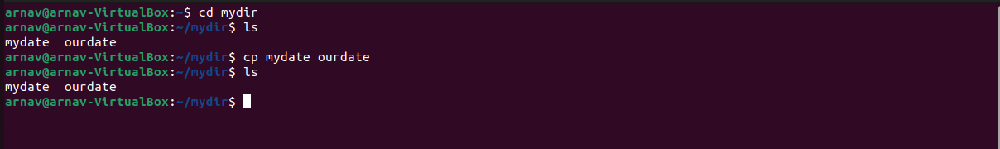 arnav@arnav-VirtualBox:~$ cd mydir
arnav@arnav-VirtualBox:~/mydir$ ls
mydate  ourdate
arnav@arnav-VirtualBox:~/mydir$ cp mydate ourdate
arnav@arnav-VirtualBox:~/mydir$ ls
mydate  ourdate
arnav@arnav-VirtualBox:~/mydir$